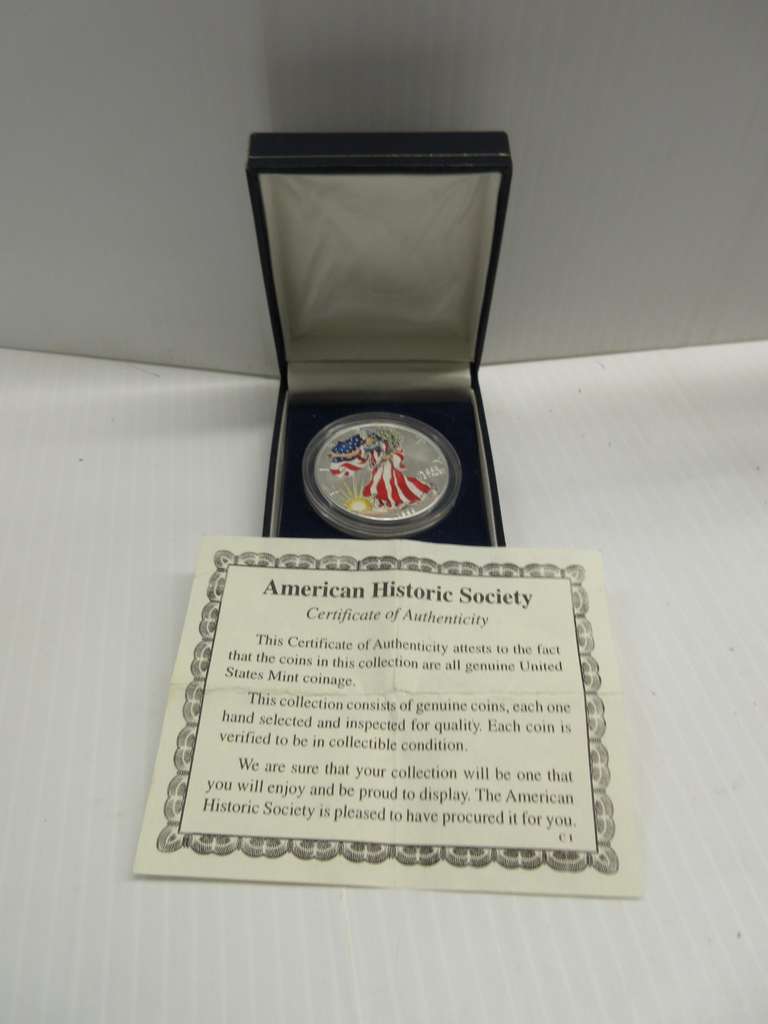 American Historic Society
Certificate of Authenticity
This Certificate of Authenticity attests to the fact
that the coins in this collection are all genuine United
States Mint coinage.
This collection consists of genuine coins, each one
hand selected and inspected for quality. Each coin is
verified to be in collectible condition.
We are sure that your collection will be one that
you will enjoy and be proud to display. The American
Historic Society is pleased to have procured it for you.
C 1